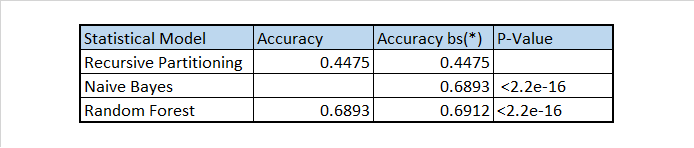 Statistical Model Accuracy Accuracy bs(*) P-Value
Recursive Partitioning 0.4475 0.4475
Naive Bayes 0.6893 <2.2e-16
Random Forest 0.6893 0.6912 <2.2e-16